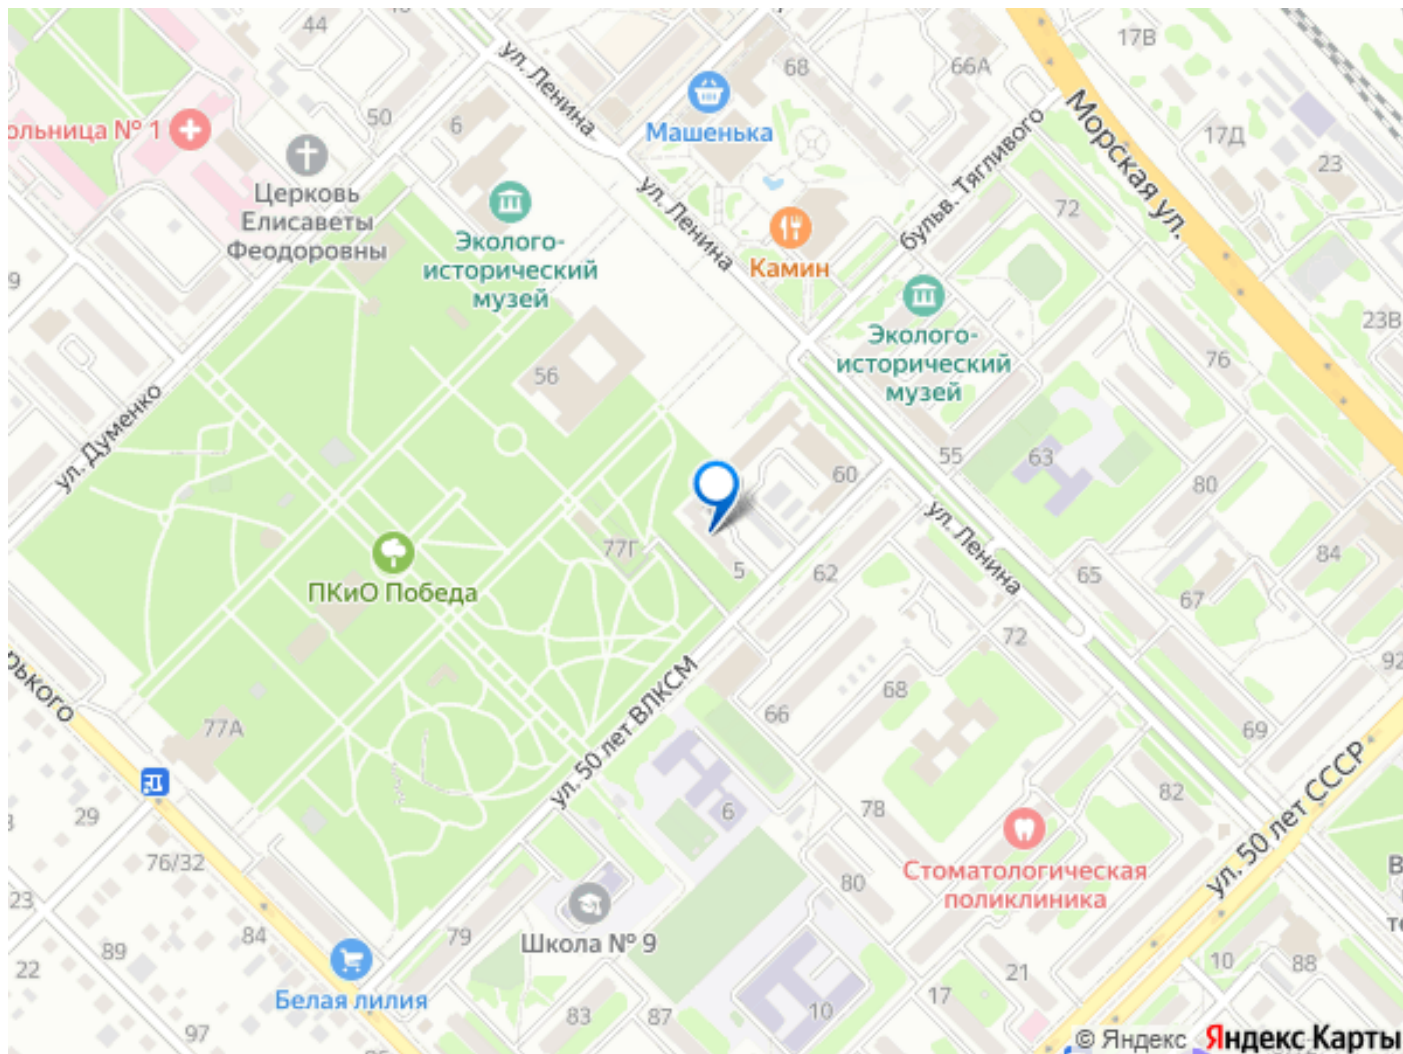 44
ул. Ленина
68
66А
17В
Морская ул.
Машенька
ольница № 1
50
6
17Д
23
Церковь
Елисаветы
Феодоровны
ул. Ленина
бульв. Тягливого
72
Эколого-
исторический
музей
Камин
9
23В
Эколого-
исторический
музей
76
56
ул. Думенко
55
63
60
80
ул. Ленина
77Г
84
5
62
65
67
ПКиО Победа
72
92
рького
68
77А
66
69
ул. 50 лет ВЛКСМ
ул. 50 лет СССР
82
6
78
29
76/32
Стоматологическая
поликлиника
80
В
23
84
89
79
Школа № 9
те
22
21
10
88
Белая лилия
17
10
83
87
97
© Яндекс Яндекс Карты